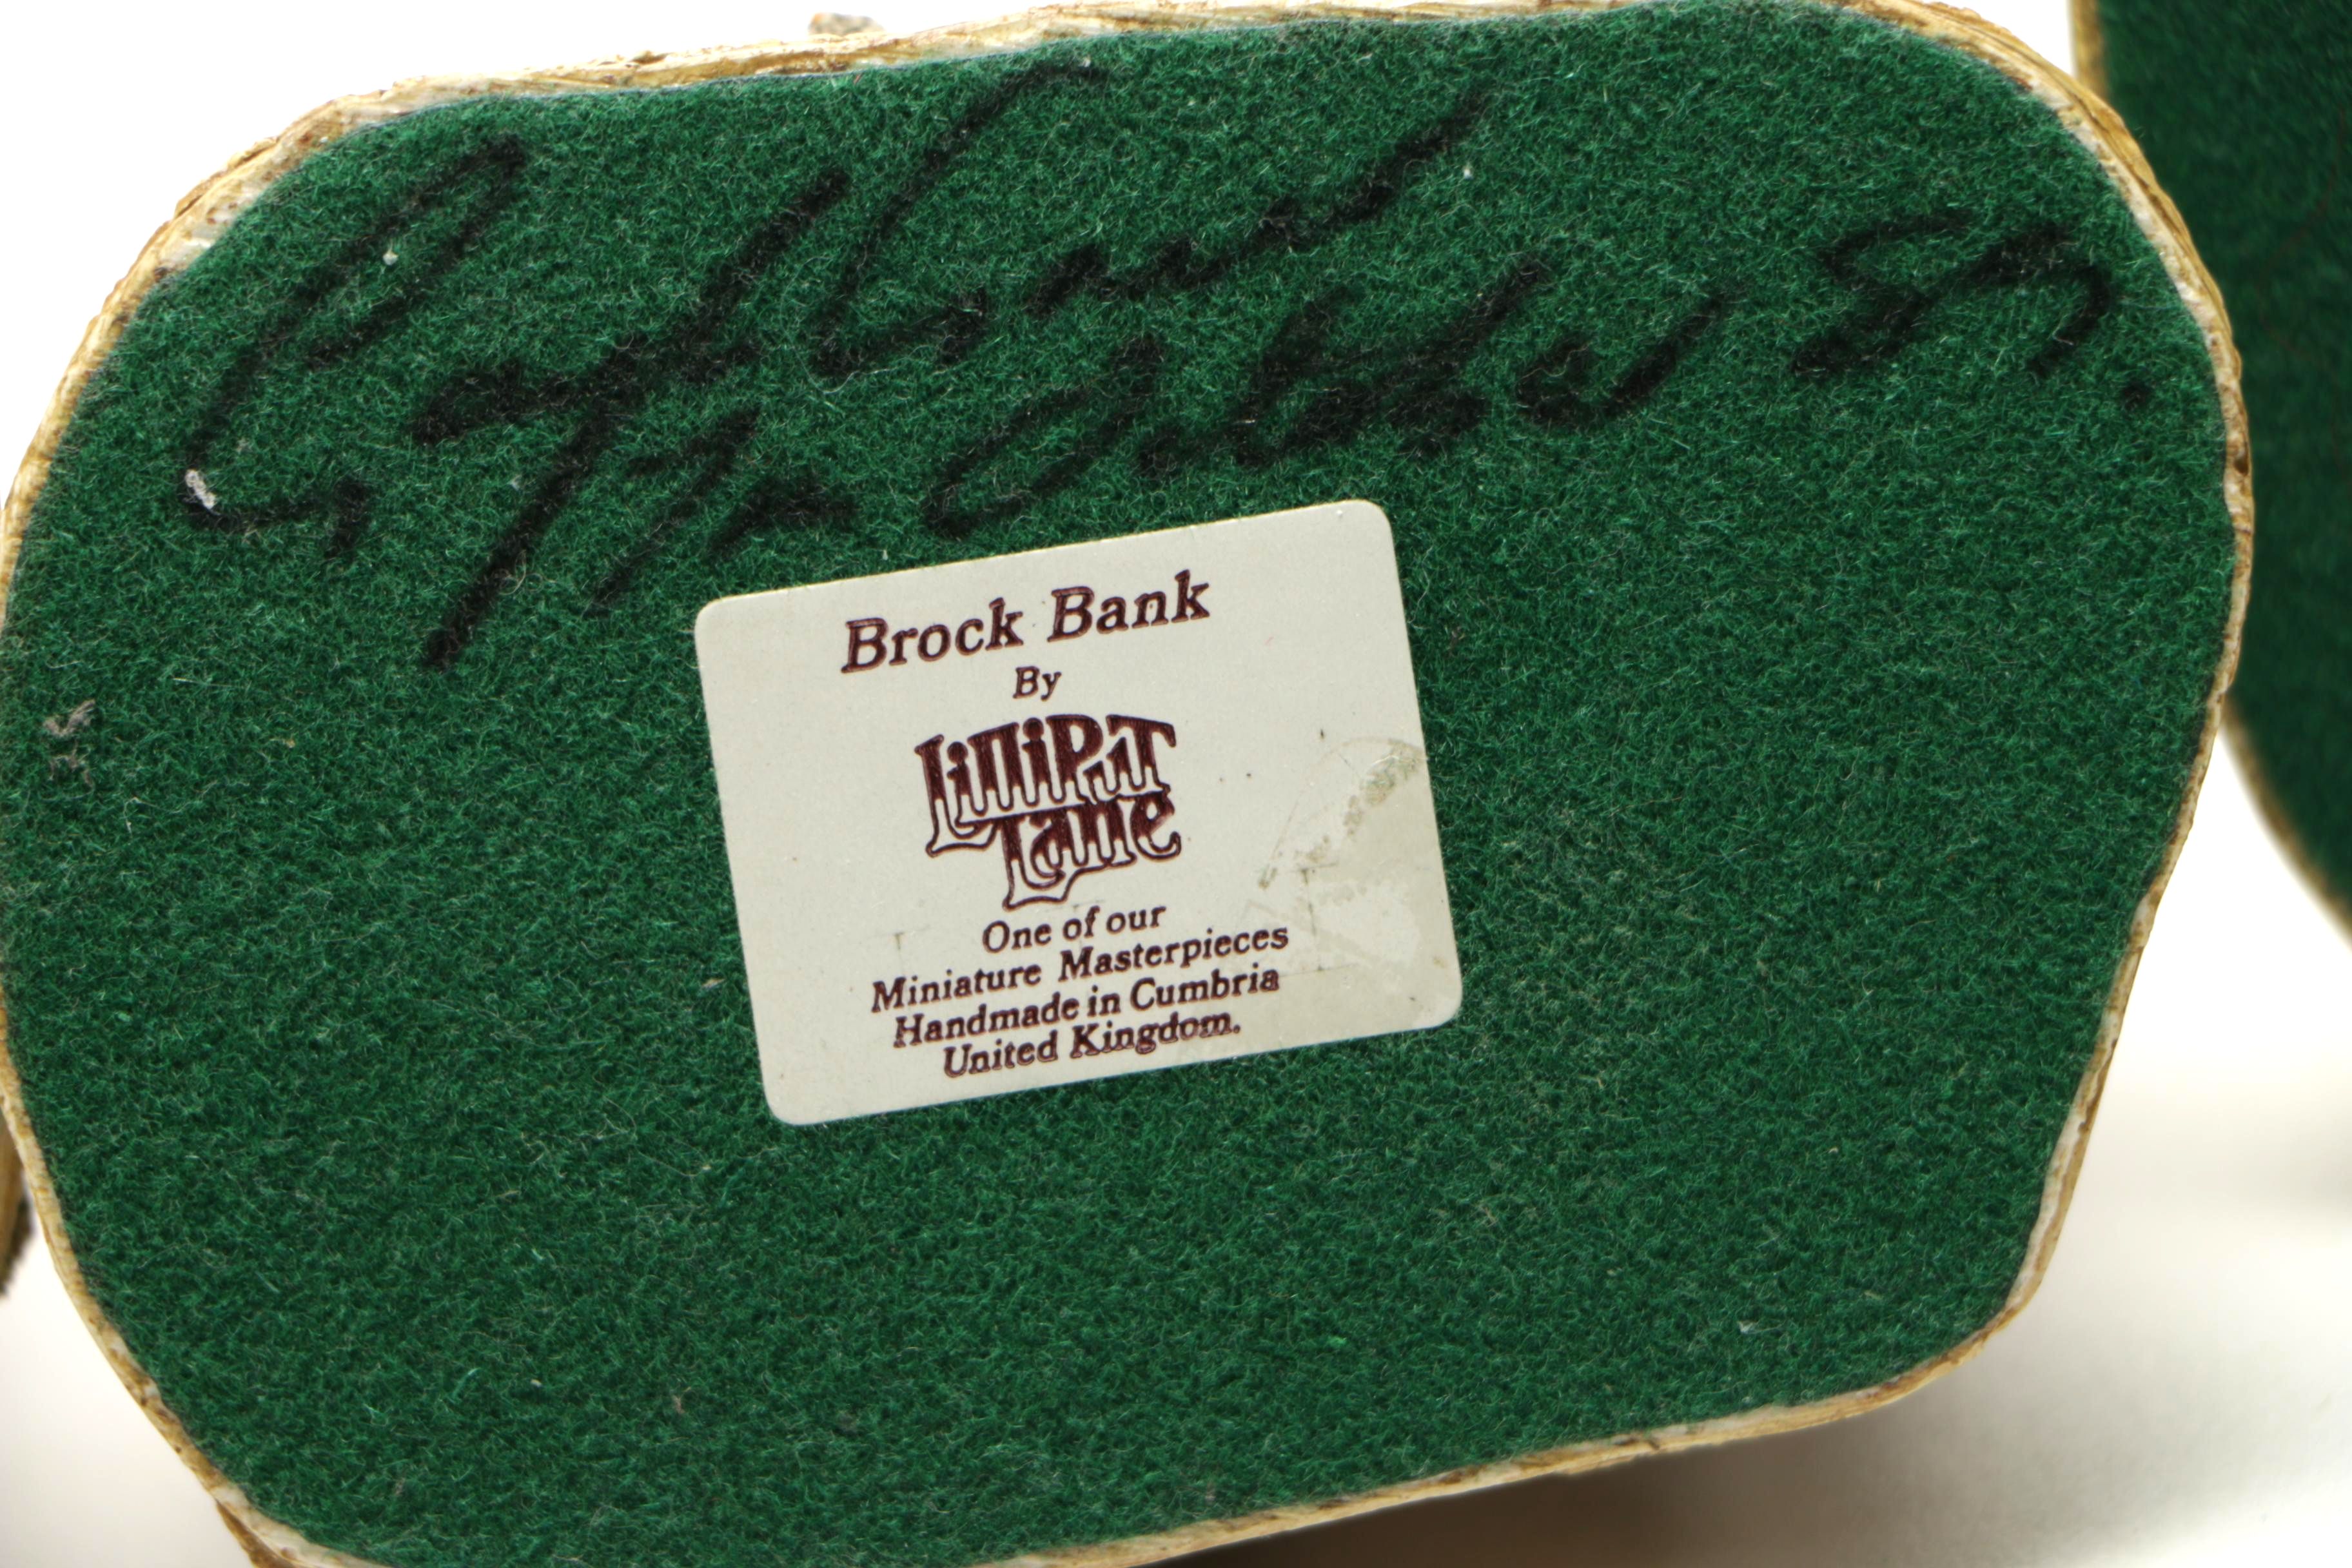 Brock Bank
By
LilliPuT
Lane
One of our
Miniature Masterpieces
Handmade in Cumbria
United Kingdom.